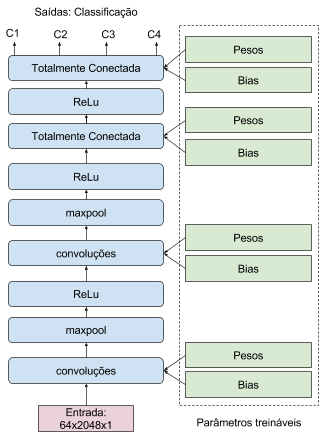 Saídas: Classificação
C1 C2 C3 C4
Totalmente Conectada
Pesos
Bias
ReLu
Totalmente Conectada
Pesos
Bias
ReLu
maxpool
convoluções
Pesos
Bias
ReLu
maxpool
convoluções
Pesos
Bias
Entrada:
64x2048x1
Parâmetros treináveis